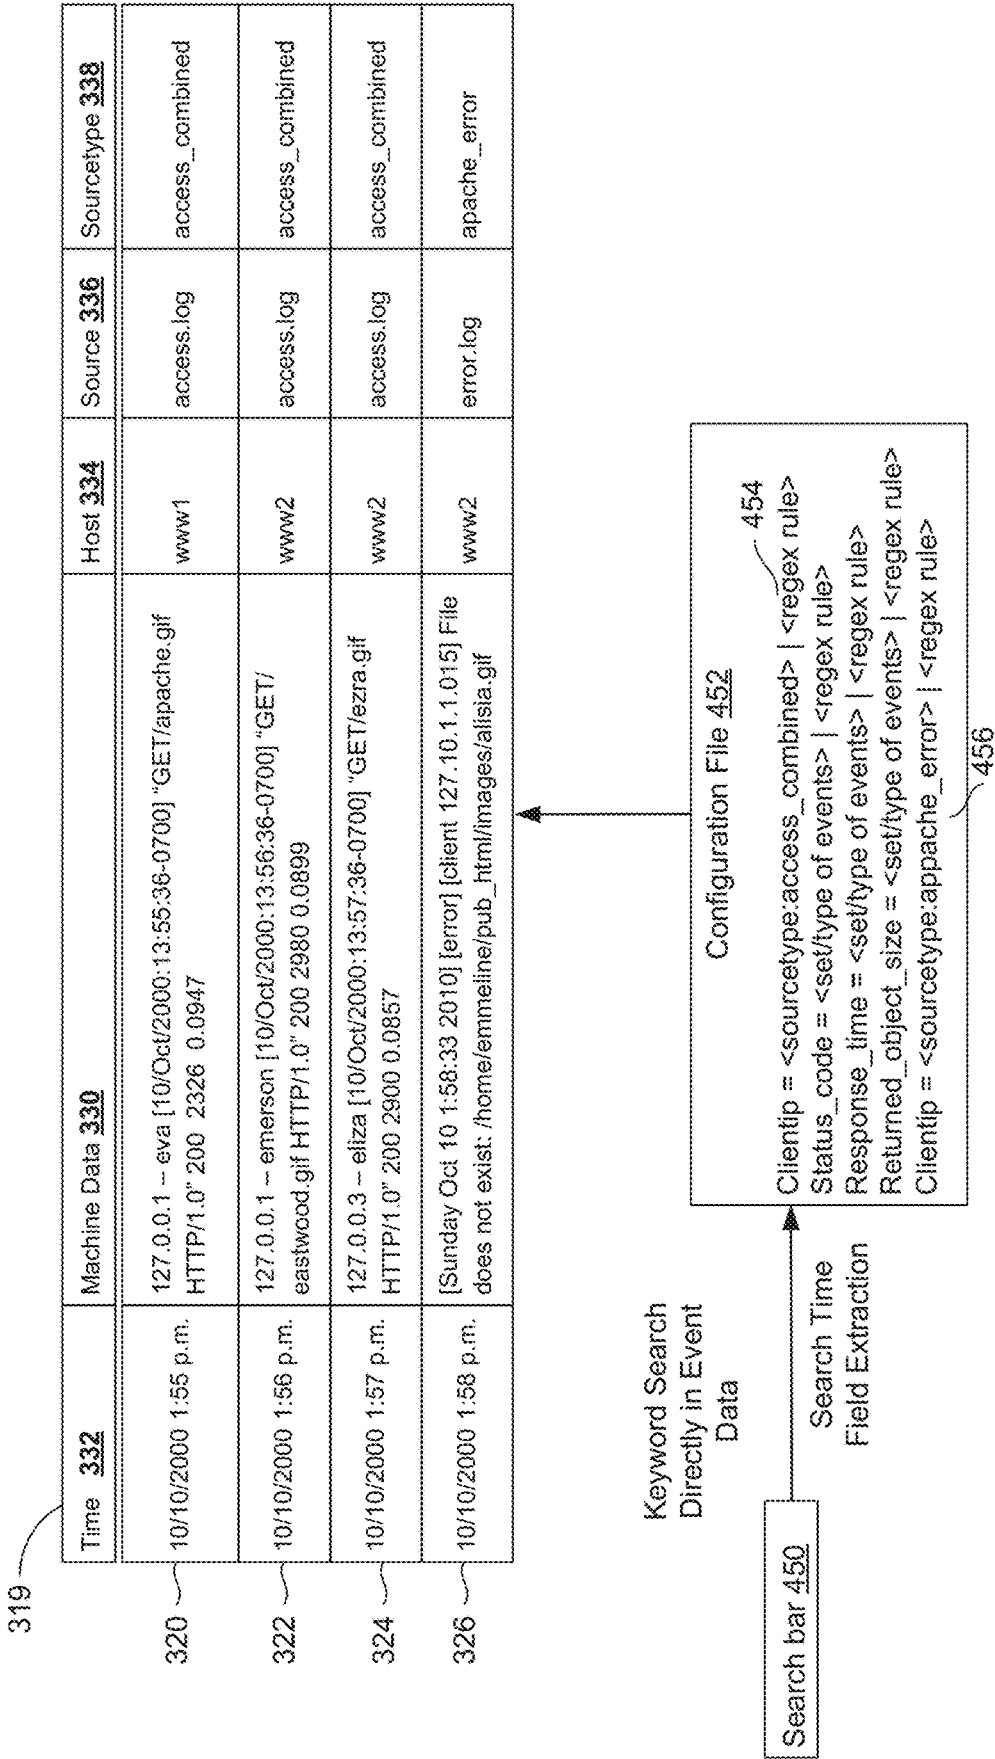 319
Time 332
Machine Data 330
Host 334
Source 336
Sourcetype 338
320
10/10/2000 1:55 p.m.
127.0.0.1 – eva [10/Oct/2000:13:55:36-0700] “GET/apache.gif
HTTP/1.0” 200 2326 0.0947
www1
access.log
access_combined
322
10/10/2000 1:56 p.m.
127.0.0.1 – emerson [10/Oct/2000:13:56:36-0700] “GET/
eastwood.gif HTTP/1.0” 200 2980 0.0899
www2
access.log
access_combined
324
10/10/2000 1:57 p.m.
127.0.0.3 – eliza [10/Oct/2000:13:57:36-0700] “GET/ezra.gif
HTTP/1.0” 200 2900 0.0857
www2
access.log
access_combined
326
10/10/2000 1:58 p.m.
[Sunday Oct 10 1:58:33 2010] [error] [client 127.10.1.1.015] File
does not exist: /home/emmeline/pub_html/images/alisia.gif
www2
error.log
apache_error
Keyword Search
Directly in Event
Data
Search bar 450
Search Time
Field Extraction
Configuration File 452
454
Clientip = <sourcetype:access_combined> | <regex rule>
Status_code = <set/type of events> | <regex rule>
Response_time = <set/type of events> | <regex rule>
Returned_object_size = <set/type of events> | <regex rule>
Clientip = <sourcetype:appache_error> | <regex rule>
456